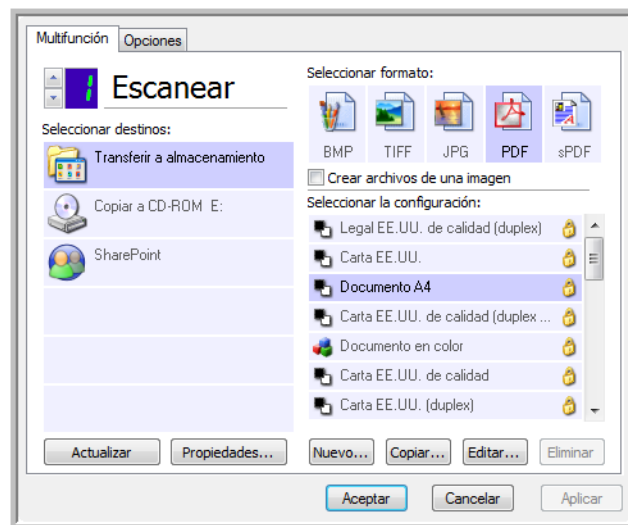 Multifunción
Opciones
1
Escanear
Seleccionar destinos:
Transferir a almacenamiento
Copiar a CD-ROM E:
SharePoint
Actualizar
Propiedades...
Seleccionar formato:
BMP
TIFF
JPG
PDF
sPDF
Crear archivos de una imagen
Seleccionar la configuración:
Legal EE.UU. de calidad (duplex)
Carta EE.UU.
Documento A4
Carta EE.UU. de calidad (duplex ...
Documento en color
Carta EE.UU. de calidad
Carta EE.UU. (duplex)
Nuevo...
Copiar...
Editar...
Eliminar
Aceptar
Cancelar
Aplicar